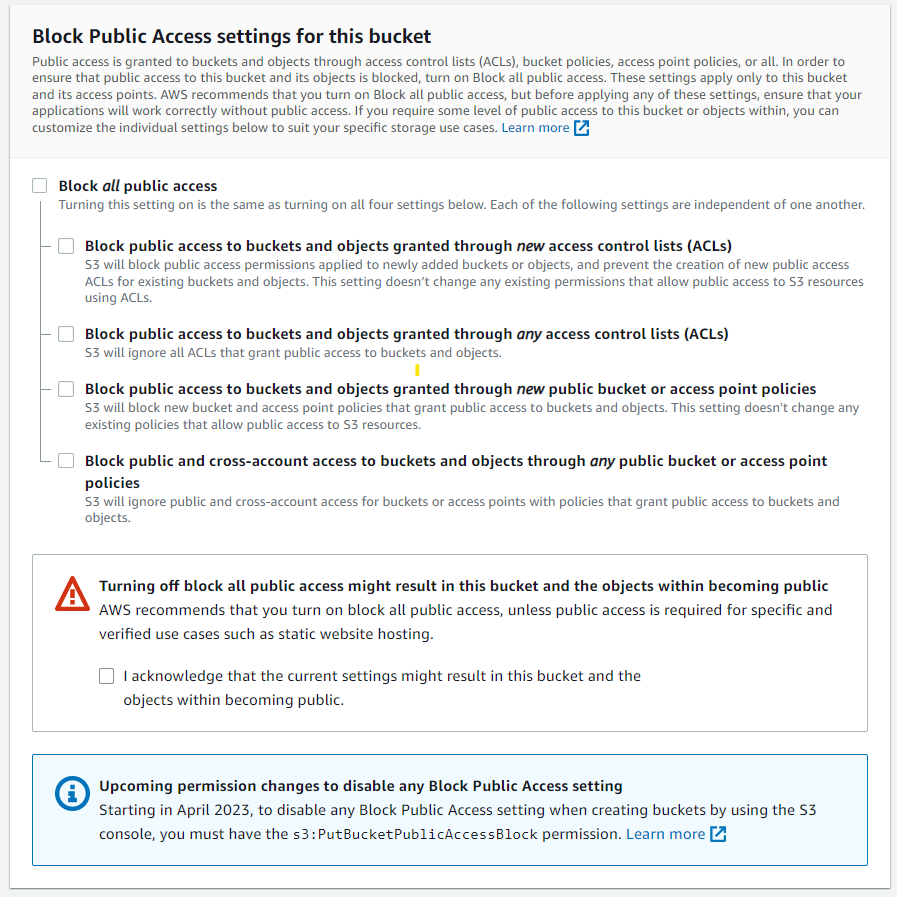 Block Public Access settings for this bucket
Public access is granted to buckets and objects through access control lists (ACLs), bucket policies, access point policies, or all. In order to
ensure that public access to this bucket and its objects is blocked, turn on Block all public access. These settings apply only to this bucket
and its access points. AWS recommends that you turn on Block all public access, but before applying any of these settings, ensure that your
applications will work correctly without public access. If you require some level of public access to this bucket or objects within, you can
customize the individual settings below to suit your specific storage use cases. Learn more
Block all public access
Turning this setting on is the same as turning on all four settings below. Each of the following settings are independent of one another.
Block public access to buckets and objects granted through new access control lists (ACLs)
S3 will block public access permissions applied to newly added buckets or objects, and prevent the creation of new public access
ACLs for existing buckets and objects. This setting doesn't change any existing permissions that allow public access to S3 resources
using ACLs.
Block public access to buckets and objects granted through any access control lists (ACLs)
S3 will ignore all ACLs that grant public access to buckets and objects.
Block public access to buckets and objects granted through new public bucket or access point policies
S3 will block new bucket and access point policies that grant public access to buckets and objects. This setting doesn't change any
existing policies that allow public access to S3 resources.
Block public and cross-account access to buckets and objects through any public bucket or access point
policies
S3 will ignore public and cross-account access for buckets or access points with policies that grant public access to buckets and
objects.
Turning off block all public access might result in this bucket and the objects within becoming public
AWS recommends that you turn on block all public access, unless public access is required for specific and
verified use cases such as static website hosting.
I acknowledge that the current settings might result in this bucket and the
objects within becoming public.
Upcoming permission changes to disable any Block Public Access setting
Starting in April 2023, to disable any Block Public Access setting when creating buckets by using the S3
console, you must have the s3:PutBucketPublicAccessBlock permission. Learn more